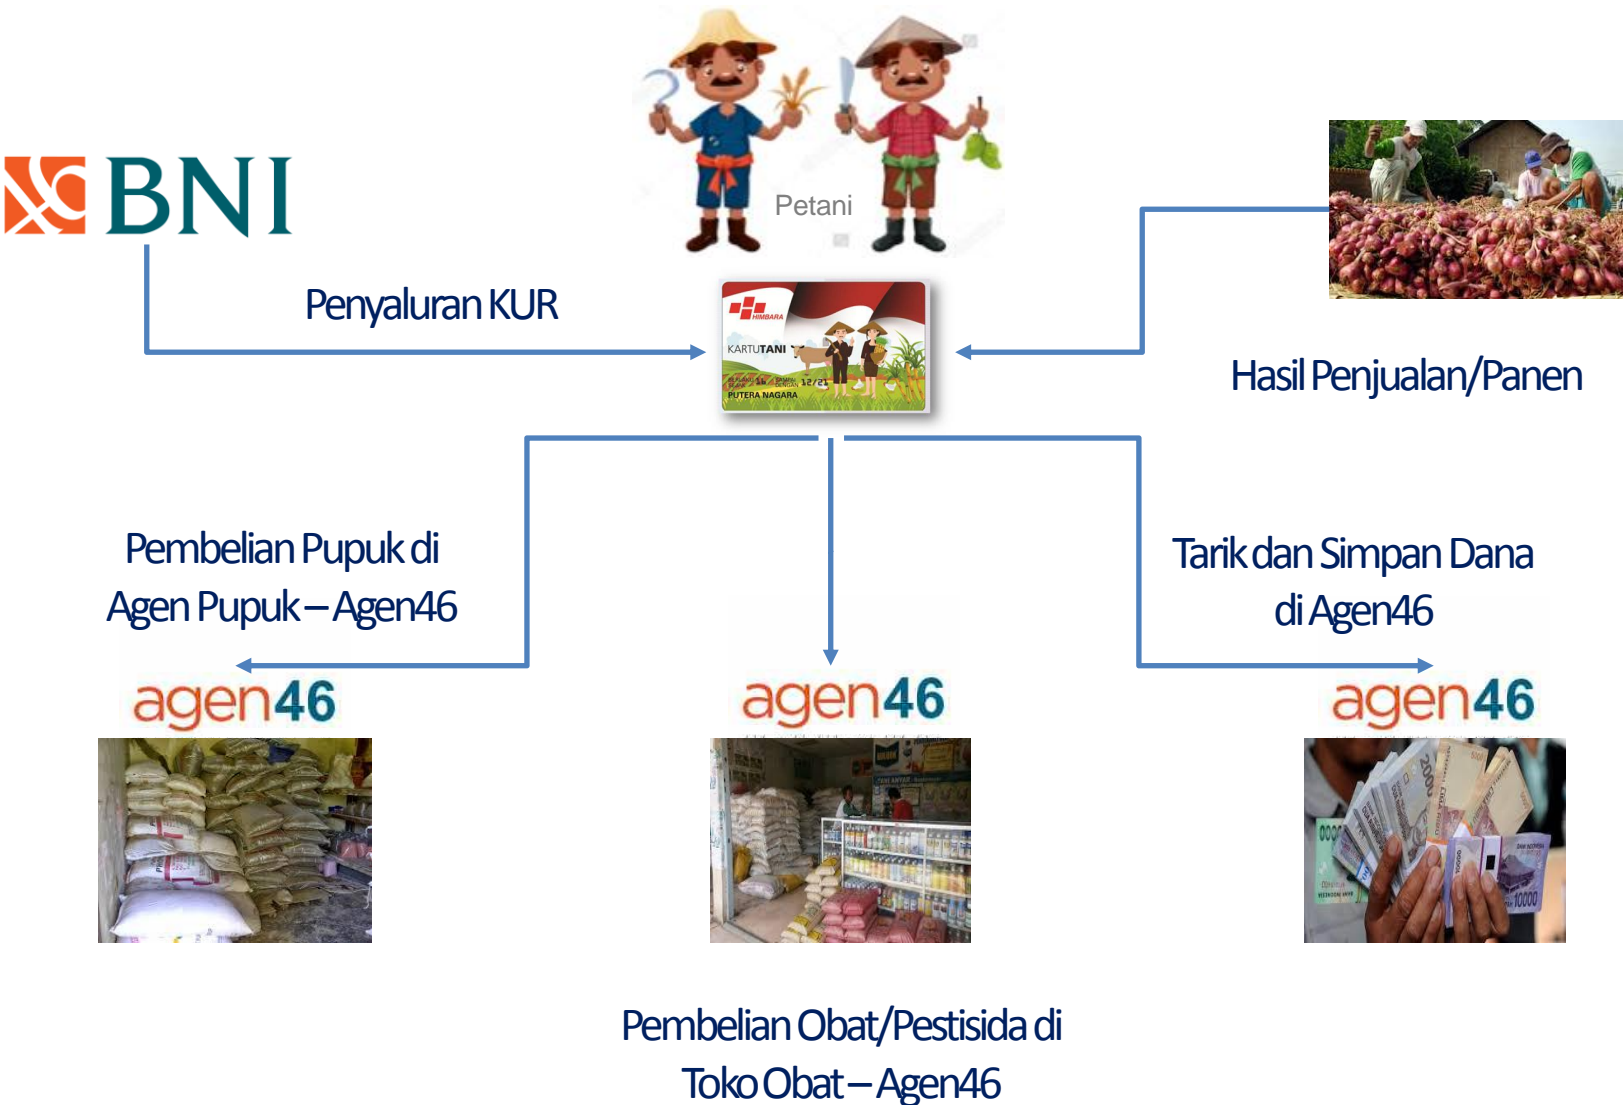 BNI
Petani
Penyaluran KUR
HIMBARA
KARTUTANI
12/21
PUTERA NAGARA
Hasil Penjualan/Panen
Pembelian Pupuk di
Agen Pupuk – Agen46
Tarik dan Simpan Dana
di Agen46
agen46
agen46
agen46
10000
Pembelian Obat/Pestisida di
Toko Obat – Agen46